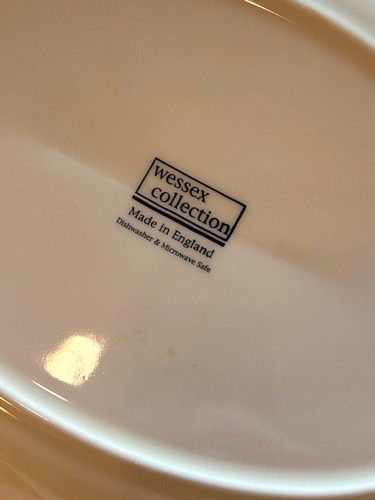 wessex
collection
Made in England
Dishwasher & Microwave Safe